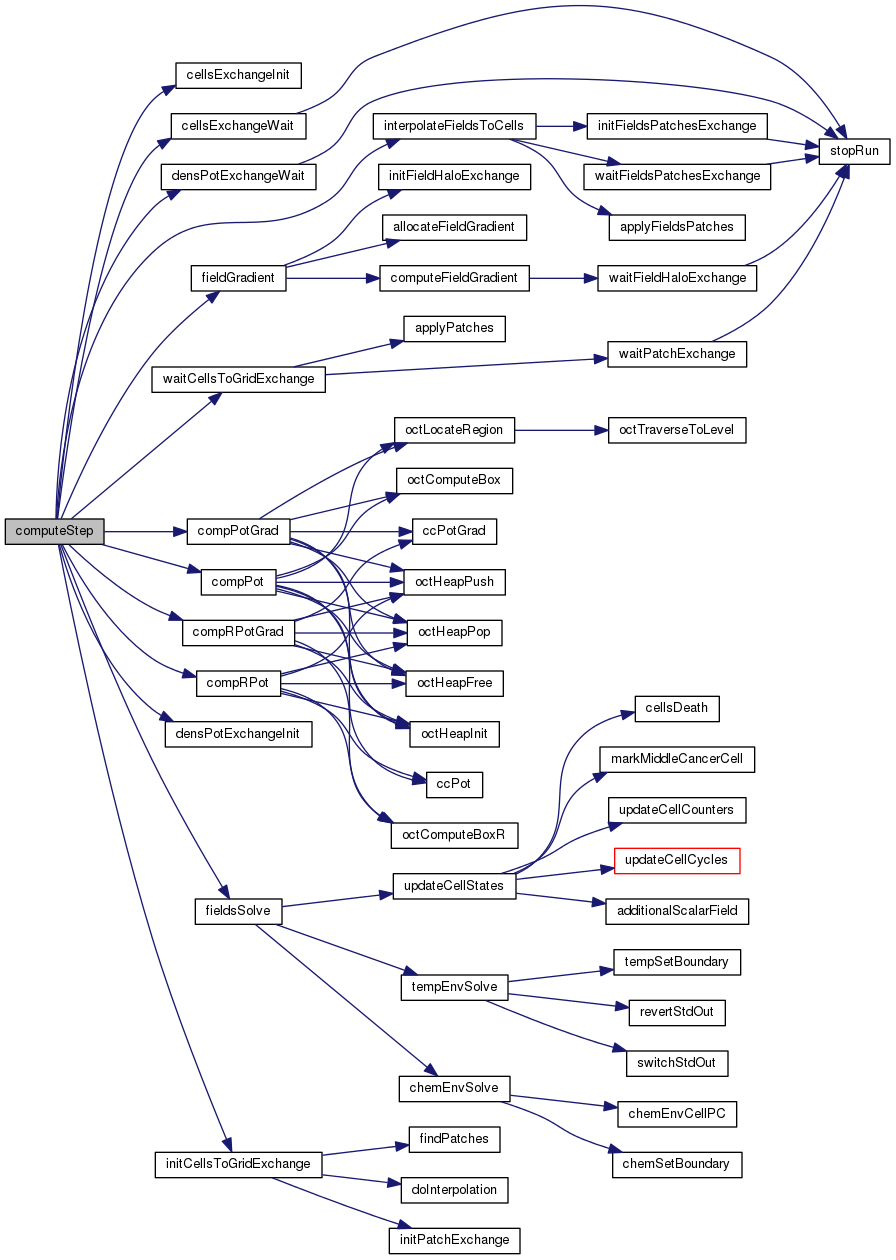 cellsExchangeInit
cellsExchangeWait
interpolateFieldsToCells
initFieldsPatchesExchange
stopRun
densPotExchangeWait
initFieldHaloExchange
waitFieldsPatchesExchange
allocateFieldGradient
applyFieldsPatches
fieldGradient
computeFieldGradient
waitFieldHaloExchange
applyPatches
waitCellsToGridExchange
waitPatchExchange
octLocateRegion
octTraverseToLevel
octComputeBox
computeStep
compPotGrad
ccPotGrad
compPot
octHeapPush
compRPotGrad
octHeapPop
compRPot
octHeapFree
cellsDeath
densPotExchangeInit
octHeapInit
markMiddleCancerCell
ccPot
updateCellCounters
octComputeBoxR
updateCellCycles
updateCellStates
fieldsSolve
additionalScalarField
tempSetBoundary
tempEnvSolve
revertStdOut
switchStdOut
chemEnvSolve
chemEnvCellPC
findPatches
initCellsToGridExchange
chemSetBoundary
doInterpolation
initPatchExchange